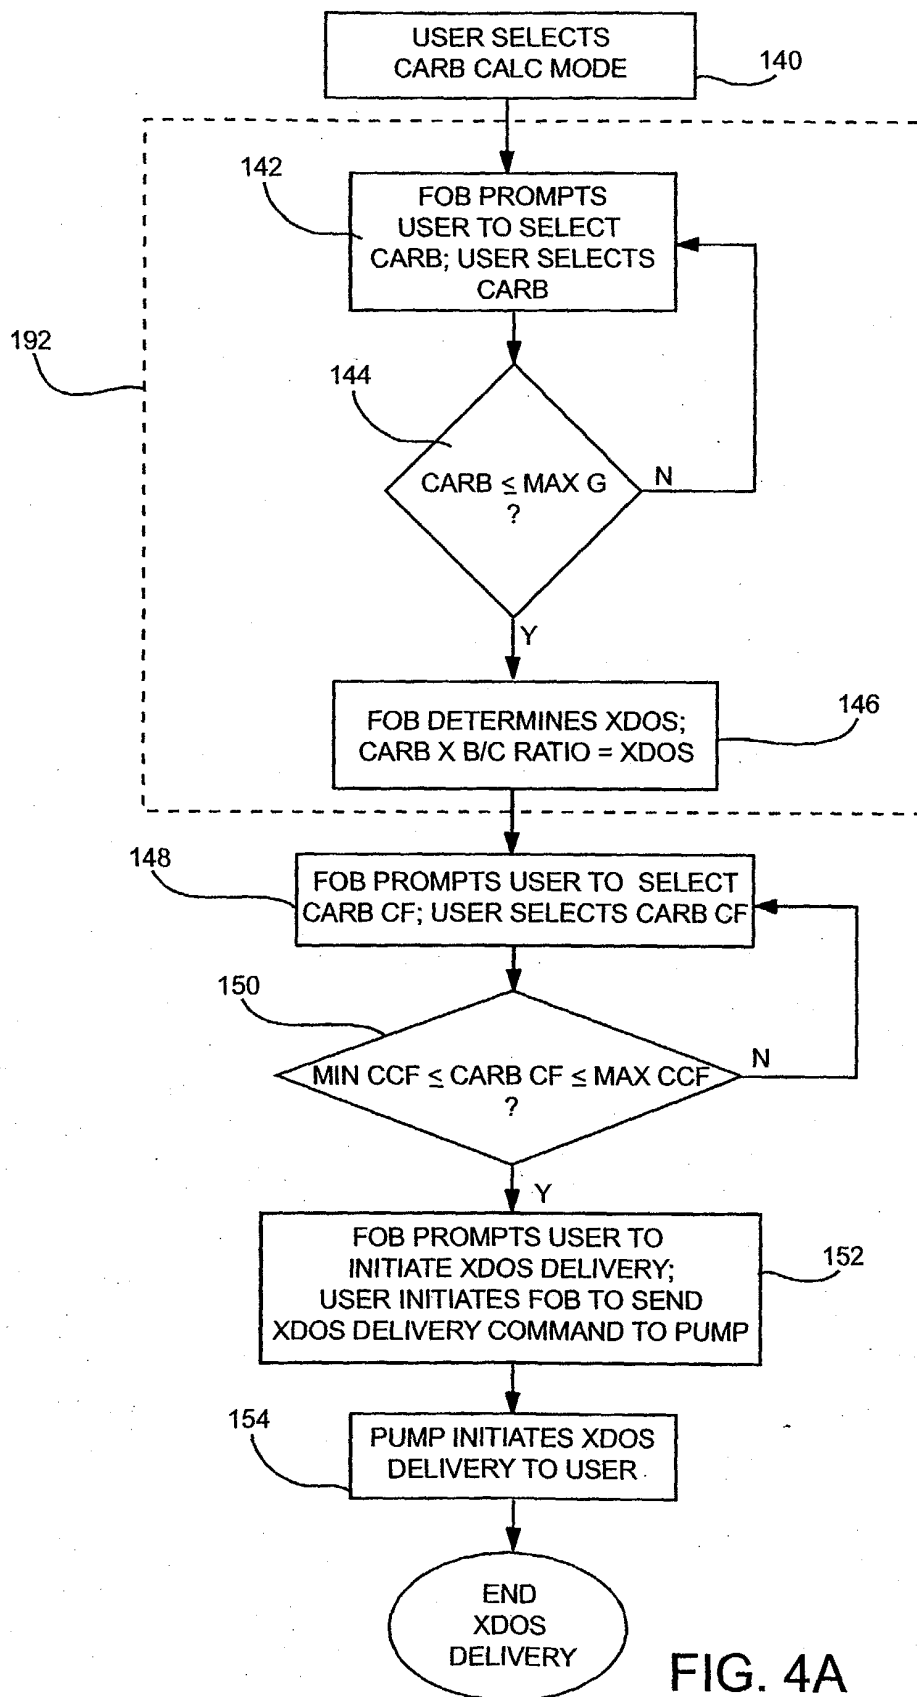 USER SELECTS
CARB CALC MODE
140
142
FOB PROMPTS
USER TO SELECT
CARB; USER SELECTS
CARB
192
144
CARB ≤ MAX G
?
N
Y
FOB DETERMINES XDOS;
CARB X B/C RATIO = XDOS
146
148
FOB PROMPTS USER TO SELECT
CARB CF; USER SELECTS CARB CF
150
MIN CCF ≤ CARB CF ≤ MAX CCF
?
N
Y
FOB PROMPTS USER TO
INITIATE XDOS DELIVERY;
USER INITIATES FOB TO SEND
XDOS DELIVERY COMMAND TO PUMP
152
154
PUMP INITIATES XDOS
DELIVERY TO USER
END
XDOS
DELIVERY
FIG. 4A